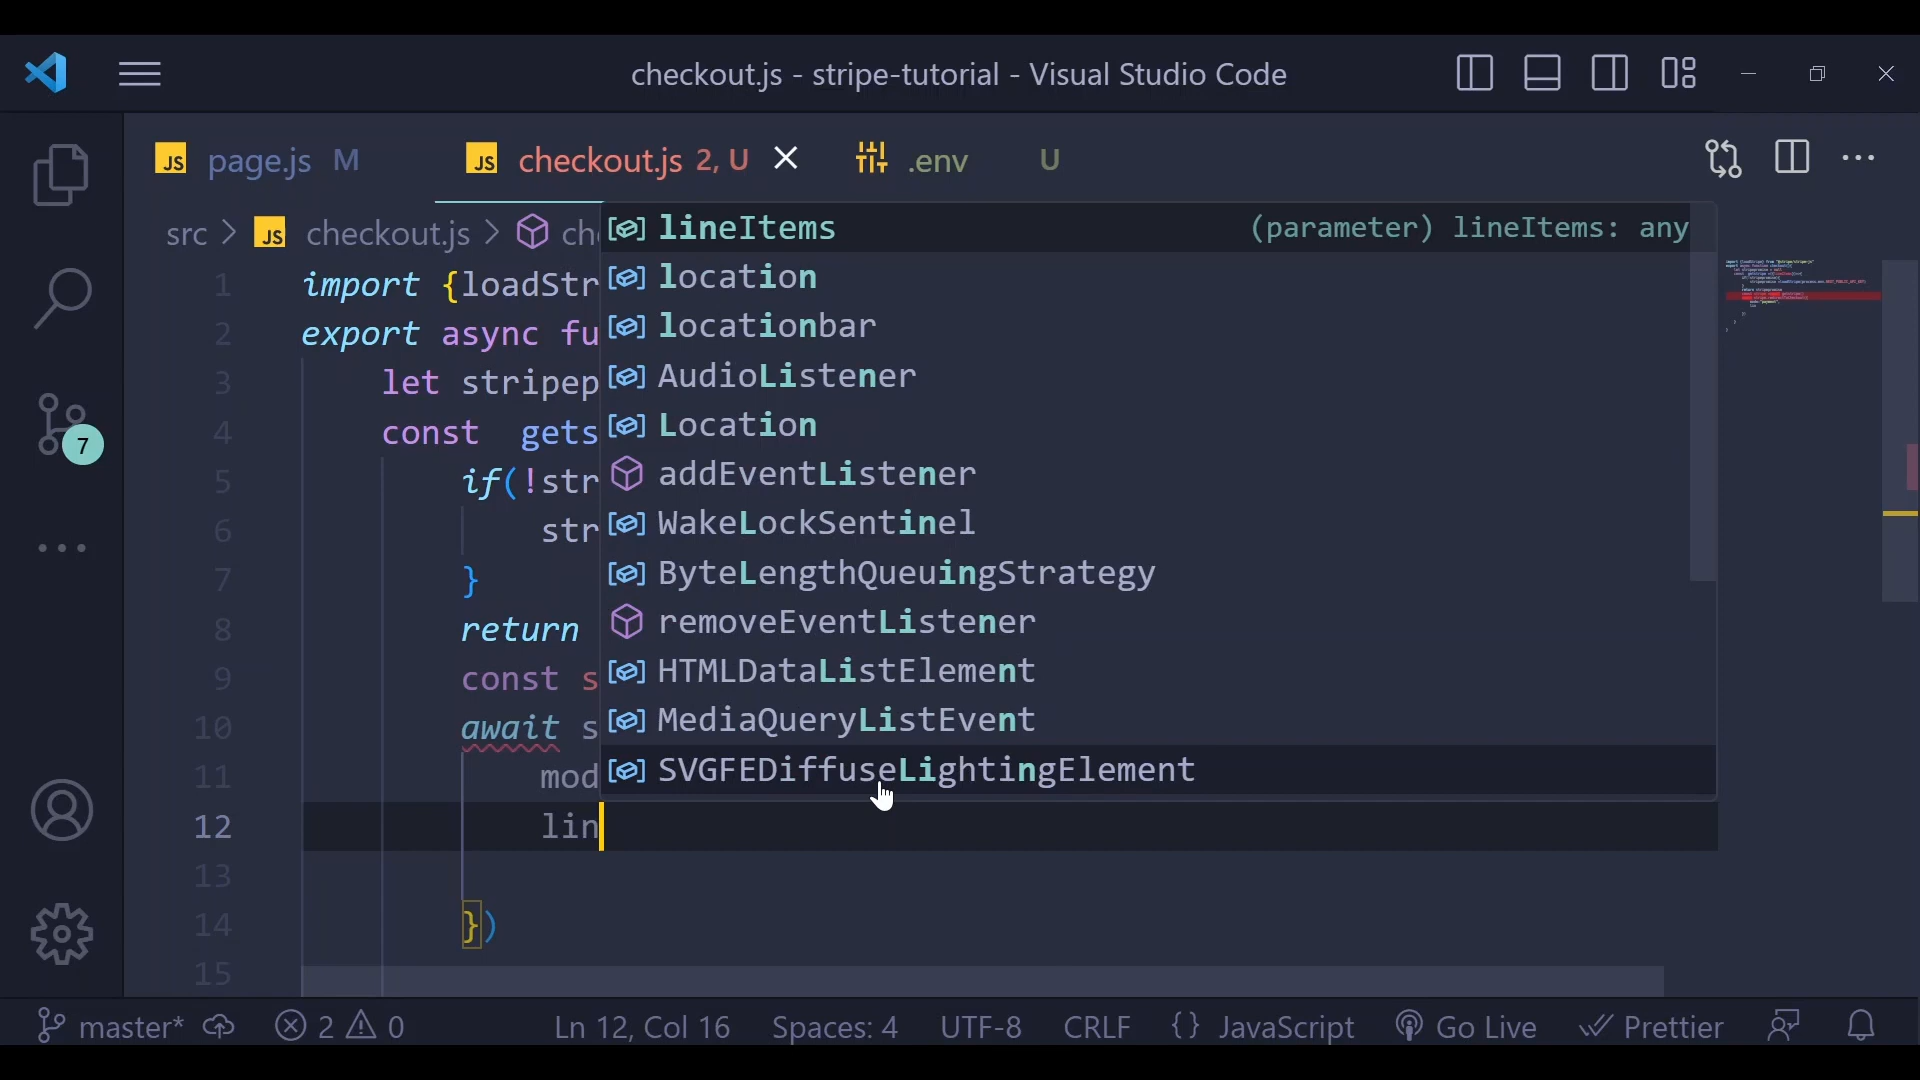 checkout.js - stripe-tutorial - Visual Studio Code
JS page.js M
JS checkout.js 2, U
.env U
src > JS checkout.js > che
1 import {loadStr
2 export async fu
3 let stripep
4 const gets
5 if(!str
6 str
7 }
8 return
9 const s
10 await s
11 mod
12 lin
13
14 })
15
lineItems (parameter) lineItems: any
location
locationbar
AudioListener
Location
addEventListener
WakeLockSentinel
ByteLengthQueuingStrategy
removeEventListener
HTMLDataListElement
MediaQueryListEvent
SVGFEDiffuseLightingElement
7
master* 2 0 Ln 12, Col 16 Spaces: 4 UTF-8 CRLF {} JavaScript Go Live Prettier